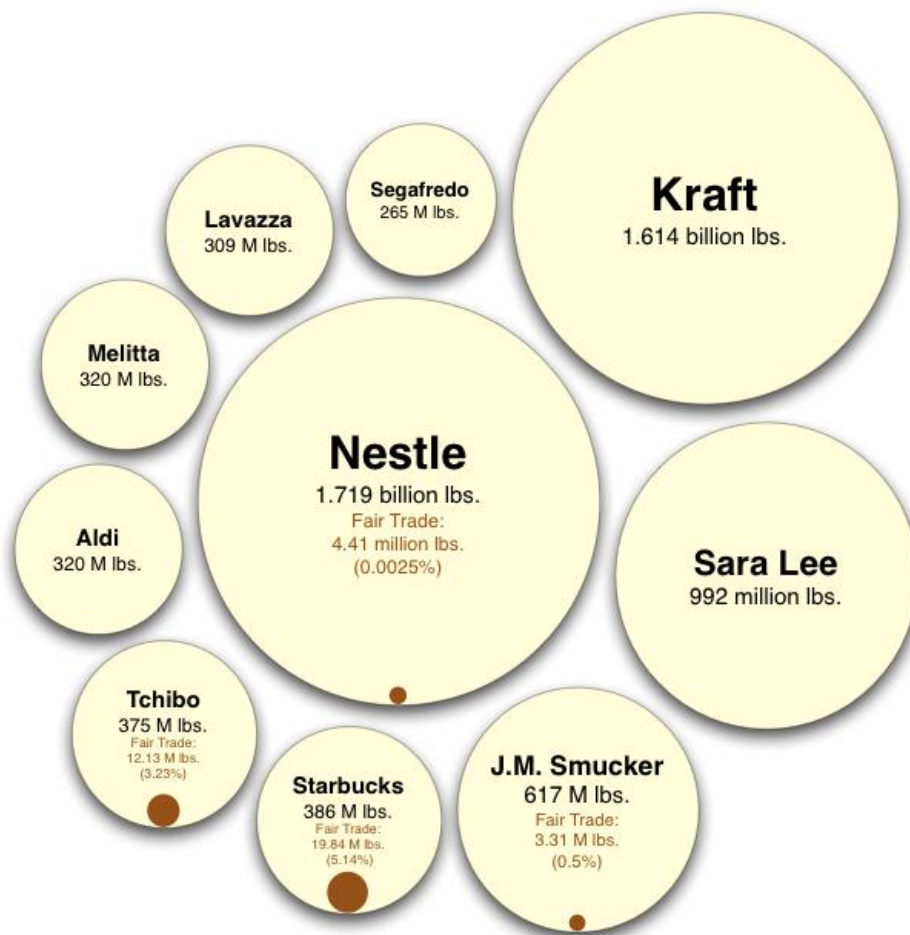 Kraft
1.614 billion lbs.
Segafredo
265 M lbs.
Lavazza
309 M lbs.
Melitta
320 M lbs.
Nestle
1.719 billion lbs.
Fair Trade:
4.41 million lbs.
(0.0025%)
Aldi
320 M lbs.
Sara Lee
992 million lbs.
Tchibo
375 M lbs.
Fair Trade:
12.13 M lbs.
(3.23%)
Starbucks
386 M lbs.
Fair Trade:
19.84 M lbs.
(5.14%)
J.M. Smucker
617 M lbs.
Fair Trade:
3.31 M lbs.
(0.5%)